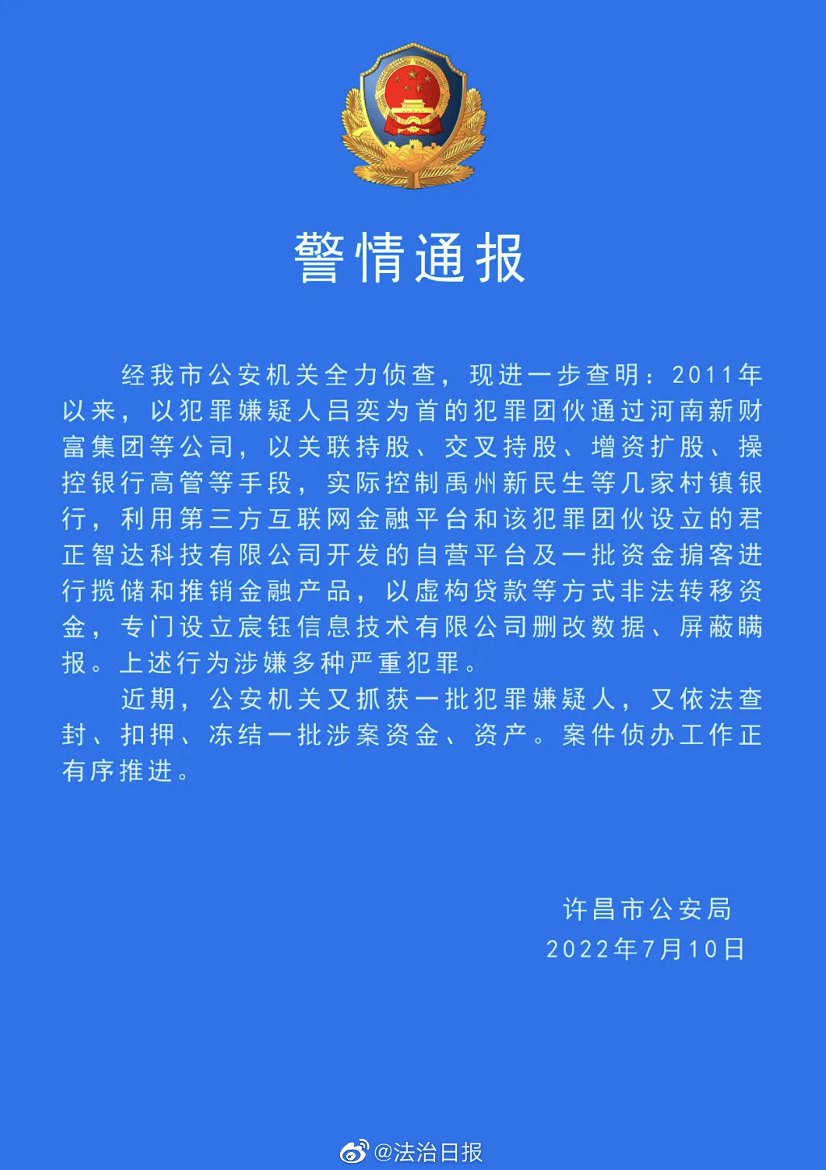 警情通报
经我市公安机关全力侦查，现进一步查明：2011年
以来，以犯罪嫌疑人吕奕为首的犯罪团伙通过河南新财
富集团等公司，以关联持股、交叉持股、增资扩股、操
控银行高管等手段，实际控制禹州新民生等几家村镇银
行，利用第三方互联网金融平台和该犯罪团伙设立的君
正智达科技有限公司开发的自营平台及一批资金掮客进
行揽储和推销金融产品，以虚构贷款等方式非法转移资
金，专门设立宸钰信息技术有限公司删改数据、屏蔽瞒
报。上述行为涉嫌多种严重犯罪。
近期，公安机关又抓获一批犯罪嫌疑人，又依法查
封、扣押、冻结一批涉案资金、资产。案件侦办工作正
有序推进。
许昌市公安局
2022年7月10日
@法治日报